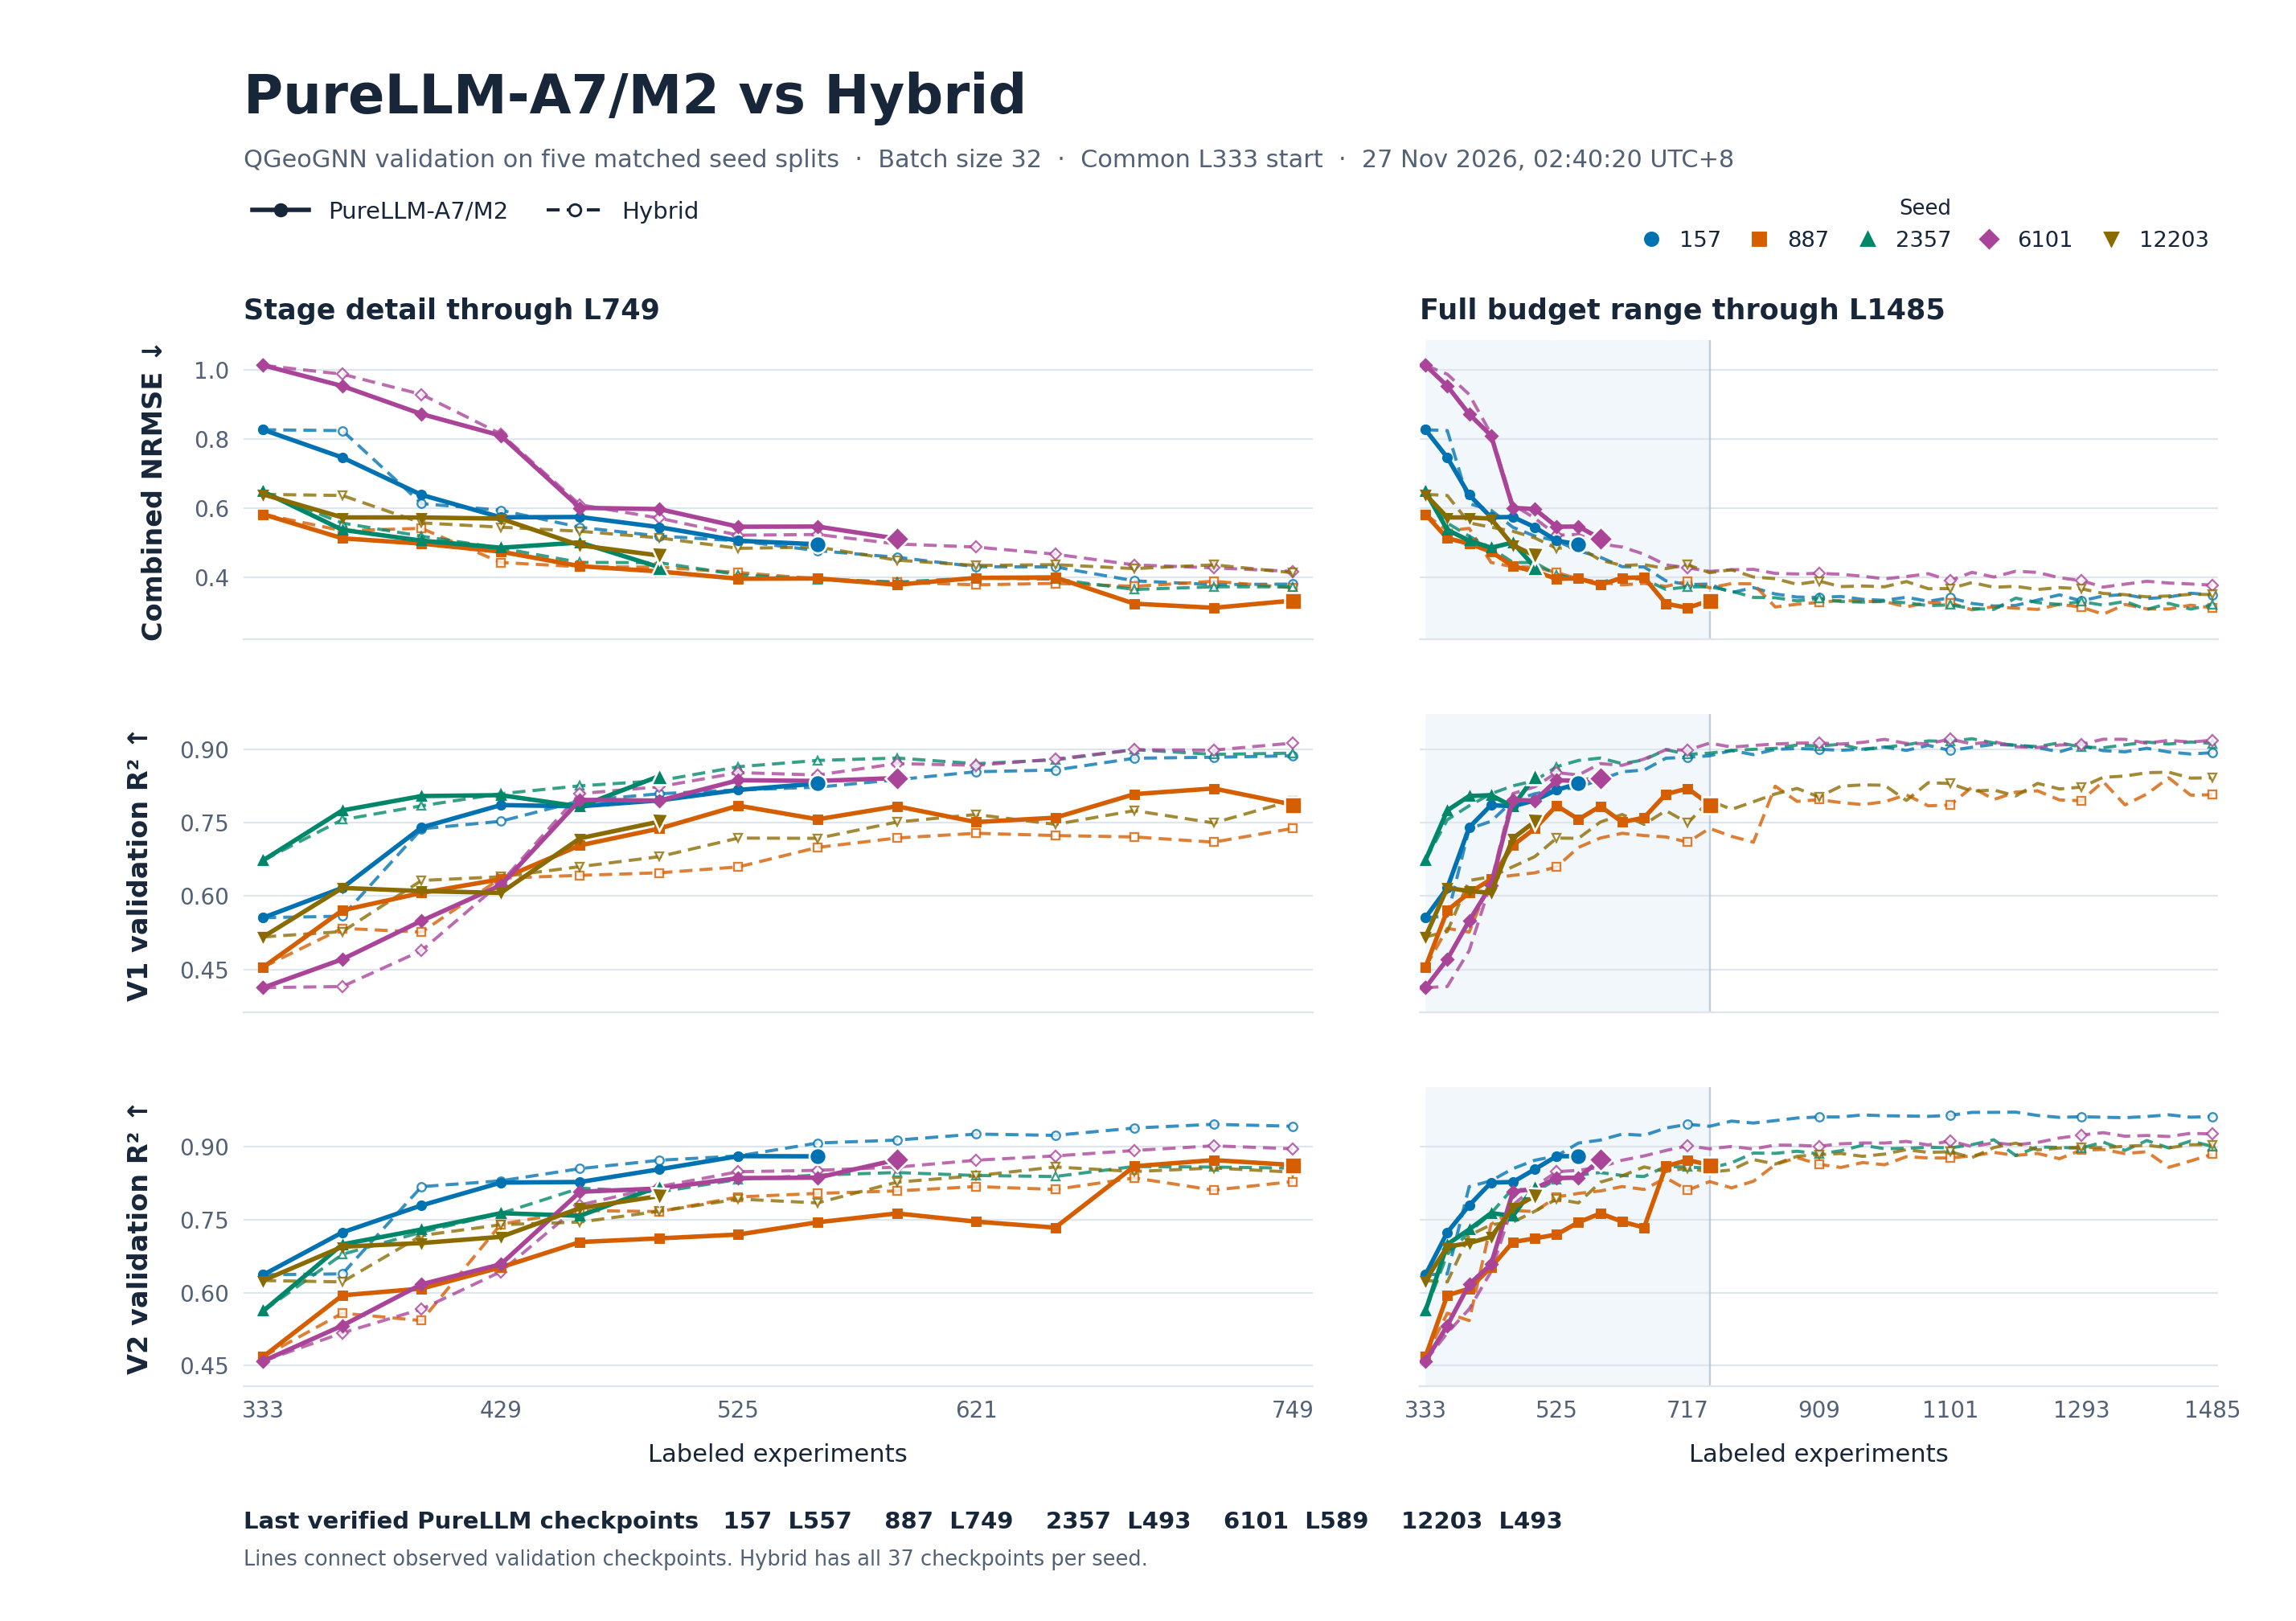 PureLLM-A7/M2 vs Hybrid
QGeoGNN validation on five matched seed splits · Batch size 32 · Common L333 start · 27 Nov 2026, 02:40:20 UTC+8
PureLLM-A7/M2 Hybrid
Seed
157 887 2357 6101 12203
Stage detail through L749
Full budget range through L1485
Combined NRMSE ↓
1.0
0.8
0.6
0.4
V1 validation R² ↑
0.90
0.75
0.60
0.45
V2 validation R² ↑
0.90
0.75
0.60
0.45
333 429 525 621 749
333 525 717 909 1101 1293 1485
Labeled experiments
Labeled experiments
Last verified PureLLM checkpoints 157 L557 887 L749 2357 L493 6101 L589 12203 L493
Lines connect observed validation checkpoints. Hybrid has all 37 checkpoints per seed.